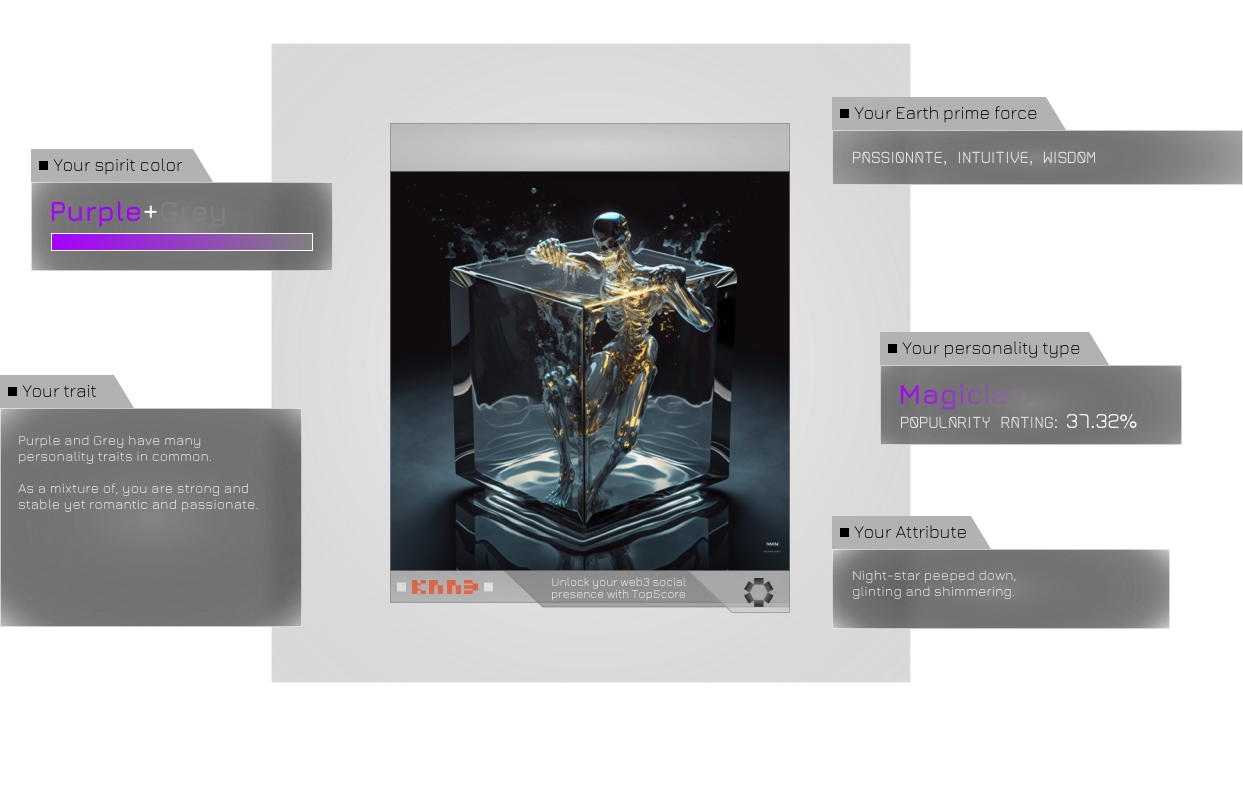 Your Earth prime force
PASSIONATE, INTUITIVE, WISDOM
Your spirit color
Purple+Grey
Your personality type
Magician
POPULARITY RATING: 37.32%
Your trait
Purple and Grey have many
personality traits in common.
As a mixture of, you are strong and
stable yet romantic and passionate.
Your Attribute
Night-star peeped down,
glinting and shimmering.
KNN3
Unlock your web3 social
presence with TopScore